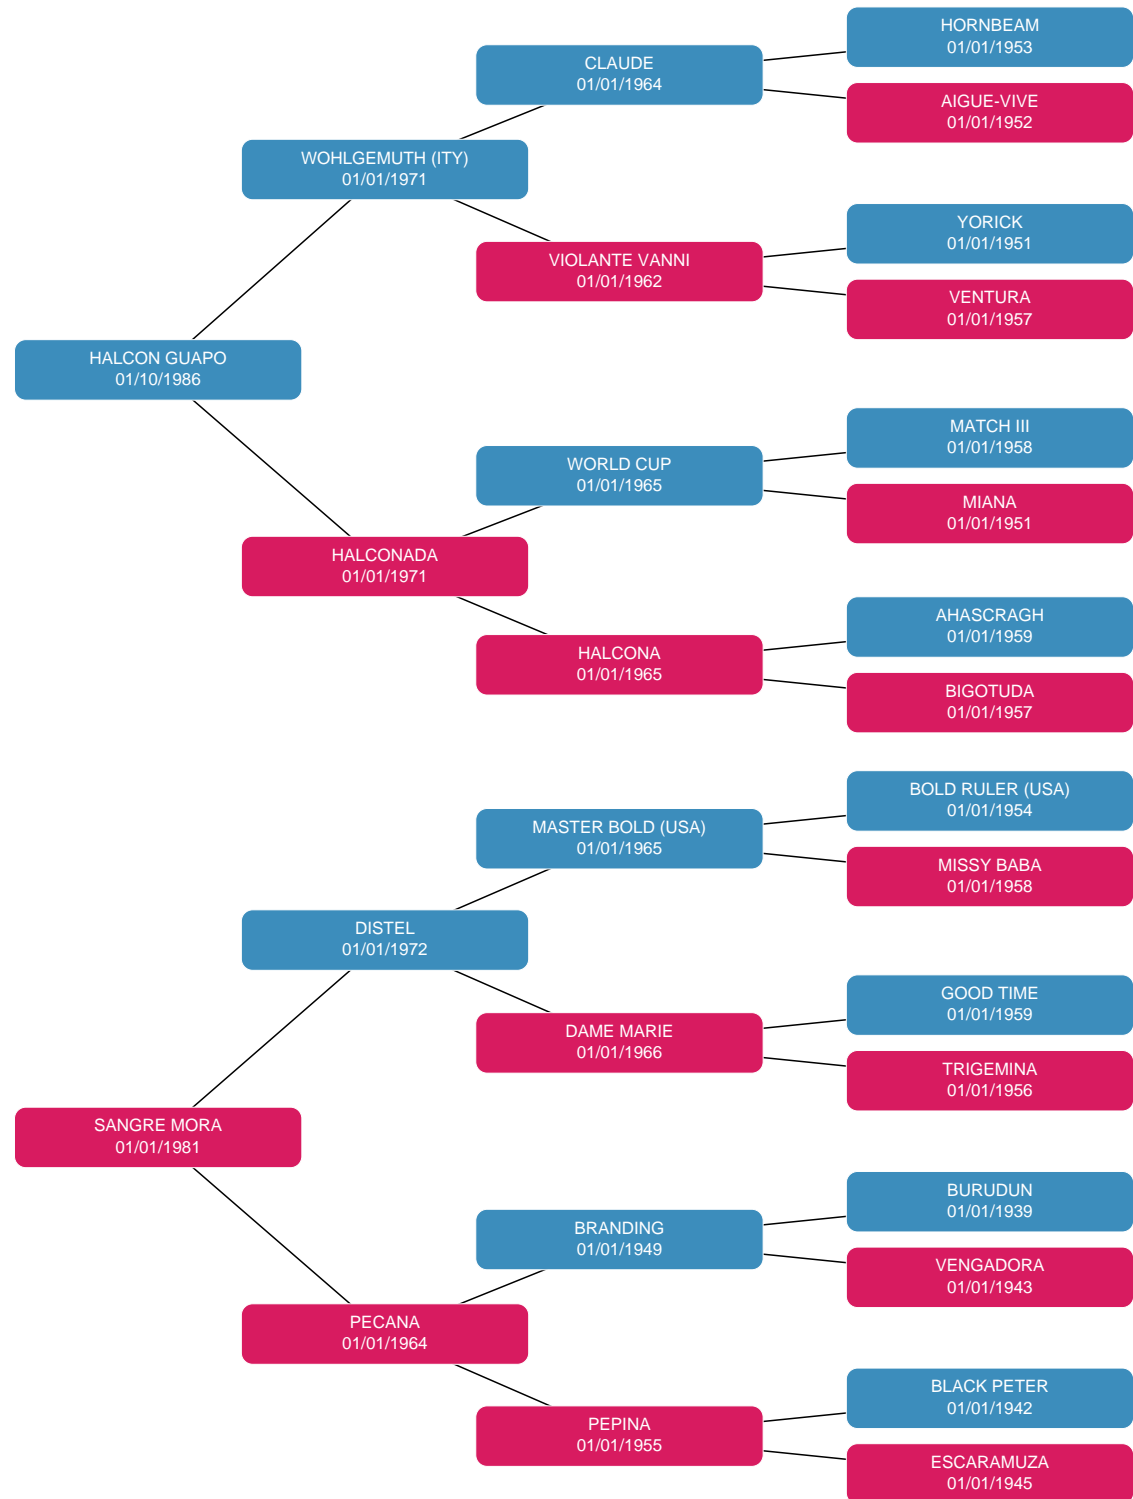 HORNBEAM
01/01/1953
CLAUDE
01/01/1964
AIGUE-VIVE
01/01/1952
WOHLGEMUTH (ITY)
01/01/1971
YORICK
01/01/1951
VIOLANTE VANNI
01/01/1962
VENTURA
01/01/1957
HALCON GUAPO
01/10/1986
MATCH III
01/01/1958
WORLD CUP
01/01/1965
MIANA
01/01/1951
HALCONADA
01/01/1971
AHASCRAGH
01/01/1959
HALCONA
01/01/1965
BIGOTUDA
01/01/1957
BOLD RULER (USA)
01/01/1954
MASTER BOLD (USA)
01/01/1965
MISSY BABA
01/01/1958
DISTEL
01/01/1972
GOOD TIME
01/01/1959
DAME MARIE
01/01/1966
TRIGEMINA
01/01/1956
SANGRE MORA
01/01/1981
BURUDUN
01/01/1939
BRANDING
01/01/1949
VENGADORA
01/01/1943
PECANA
01/01/1964
BLACK PETER
01/01/1942
PEPINA
01/01/1955
ESCARAMUZA
01/01/1945